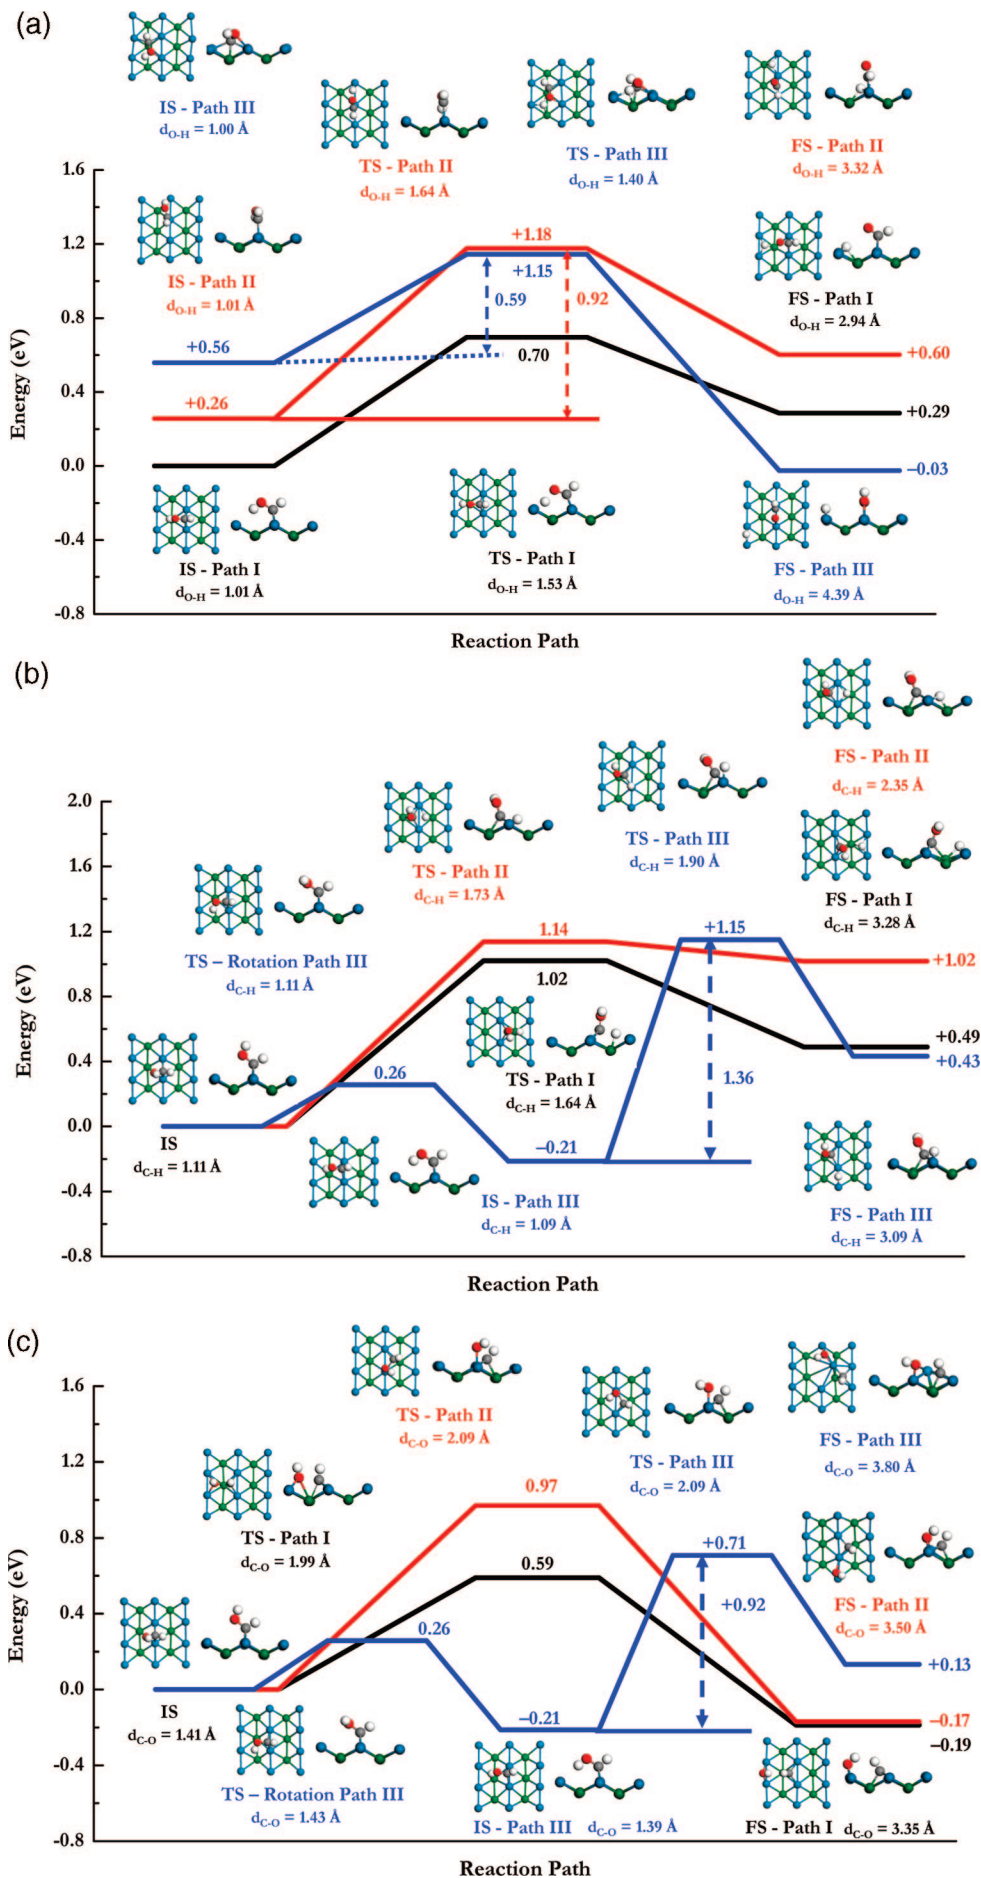 (a)
IS - Path III
dO-H = 1.00 Å
TS - Path II
dO-H = 1.64 Å
TS - Path III
dO-H = 1.40 Å
FS - Path II
dO-H = 3.32 Å
1.6
1.2
0.8
0.4
0.0
-0.4
-0.8
Energy (eV)
IS - Path II
dO-H = 1.01 Å
+1.18
+1.15
0.59
0.92
FS - Path I
dO-H = 2.94 Å
+0.56
0.70
+0.60
+0.26
+0.29
−0.03
IS - Path I
dO-H = 1.01 Å
TS - Path I
dO-H = 1.53 Å
FS - Path III
dO-H = 4.39 Å
Reaction Path
(b)
FS - Path II
dC-H = 2.35 Å
TS - Path III
dC-H = 1.90 Å
TS - Path II
dC-H = 1.73 Å
FS - Path I
dC-H = 3.28 Å
2.0
1.6
1.2
0.8
0.4
0.0
-0.4
-0.8
Energy (eV)
TS – Rotation Path III
dC-H = 1.11 Å
1.14
+1.15
1.02
+1.02
TS - Path I
dC-H = 1.64 Å
+0.49
+0.43
0.26
1.36
IS
dC-H = 1.11 Å
−0.21
IS - Path III
dC-H = 1.09 Å
FS - Path III
dC-H = 3.09 Å
Reaction Path
(c)
TS - Path II
dC-O = 2.09 Å
TS - Path III
dC-O = 2.09 Å
FS - Path III
dC-O = 3.80 Å
1.6
1.2
0.8
0.4
0.0
-0.4
-0.8
Energy (eV)
TS - Path I
dC-O = 1.99 Å
0.97
0.59
+0.71
+0.92
FS - Path II
dC-O = 3.50 Å
0.26
+0.13
IS
dC-O = 1.41 Å
−0.21
−0.17
−0.19
TS – Rotation Path III
dC-O = 1.43 Å
IS - Path III dC-O = 1.39 Å
FS - Path I dC-O = 3.35 Å
Reaction Path